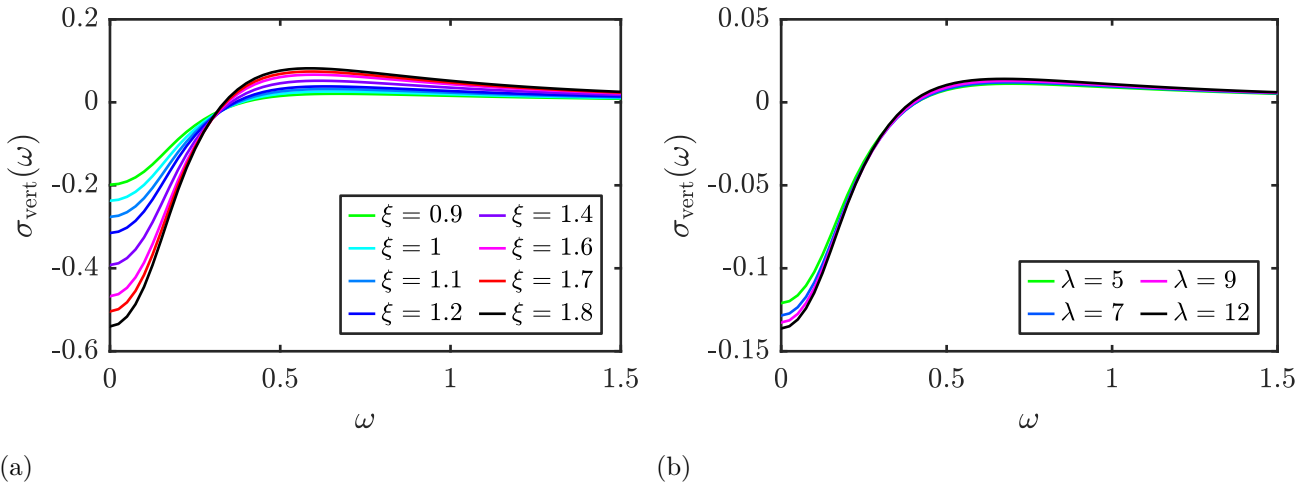 0.2
0
-0.2
-0.4
-0.6
σvert(ω)
0
0.5
1
1.5
ω
ξ = 0.9
ξ = 1
ξ = 1.1
ξ = 1.2
ξ = 1.4
ξ = 1.6
ξ = 1.7
ξ = 1.8
(a)
0.05
0
-0.05
-0.1
-0.15
σvert(ω)
0
0.5
1
1.5
ω
λ = 5
λ = 7
λ = 9
λ = 12
(b)